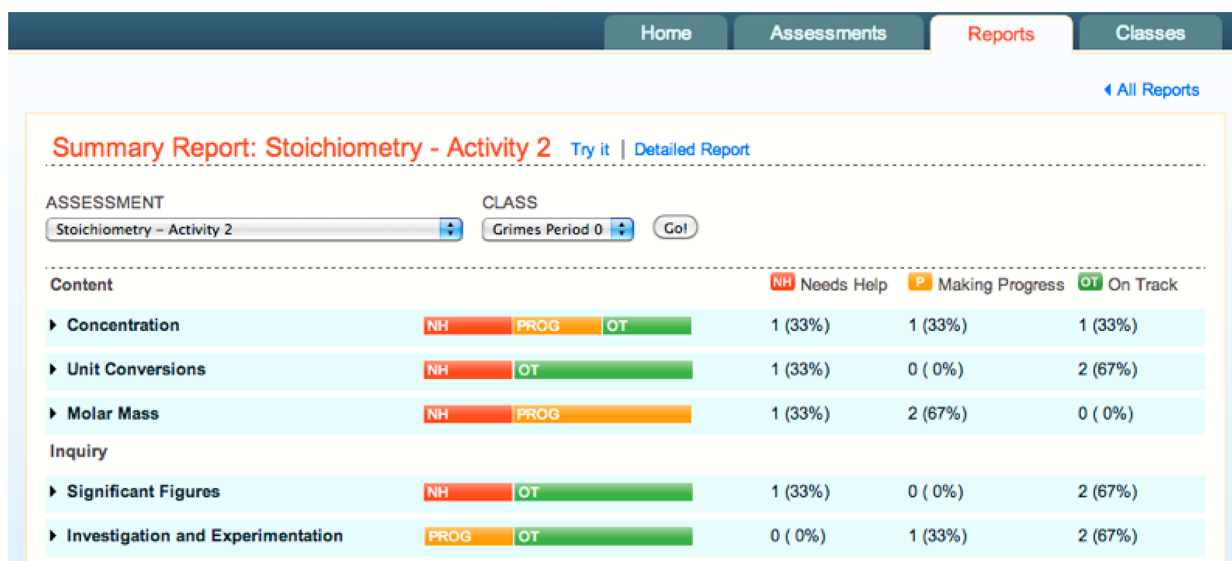 Home Assessments Reports Classes
All Reports
Summary Report: Stoichiometry - Activity 2 Try it | Detailed Report
ASSESSMENT CLASS
Stoichiometry – Activity 2 Grimes Period 0 Go!
Content NH Needs Help P Making Progress OT On Track
Concentration NH PROG OT 1 (33%) 1 (33%) 1 (33%)
Unit Conversions NH OT 1 (33%) 0 ( 0%) 2 (67%)
Molar Mass NH PROG 1 (33%) 2 (67%) 0 ( 0%)
Inquiry
Significant Figures NH OT 1 (33%) 0 ( 0%) 2 (67%)
Investigation and Experimentation PROG OT 0 ( 0%) 1 (33%) 2 (67%)